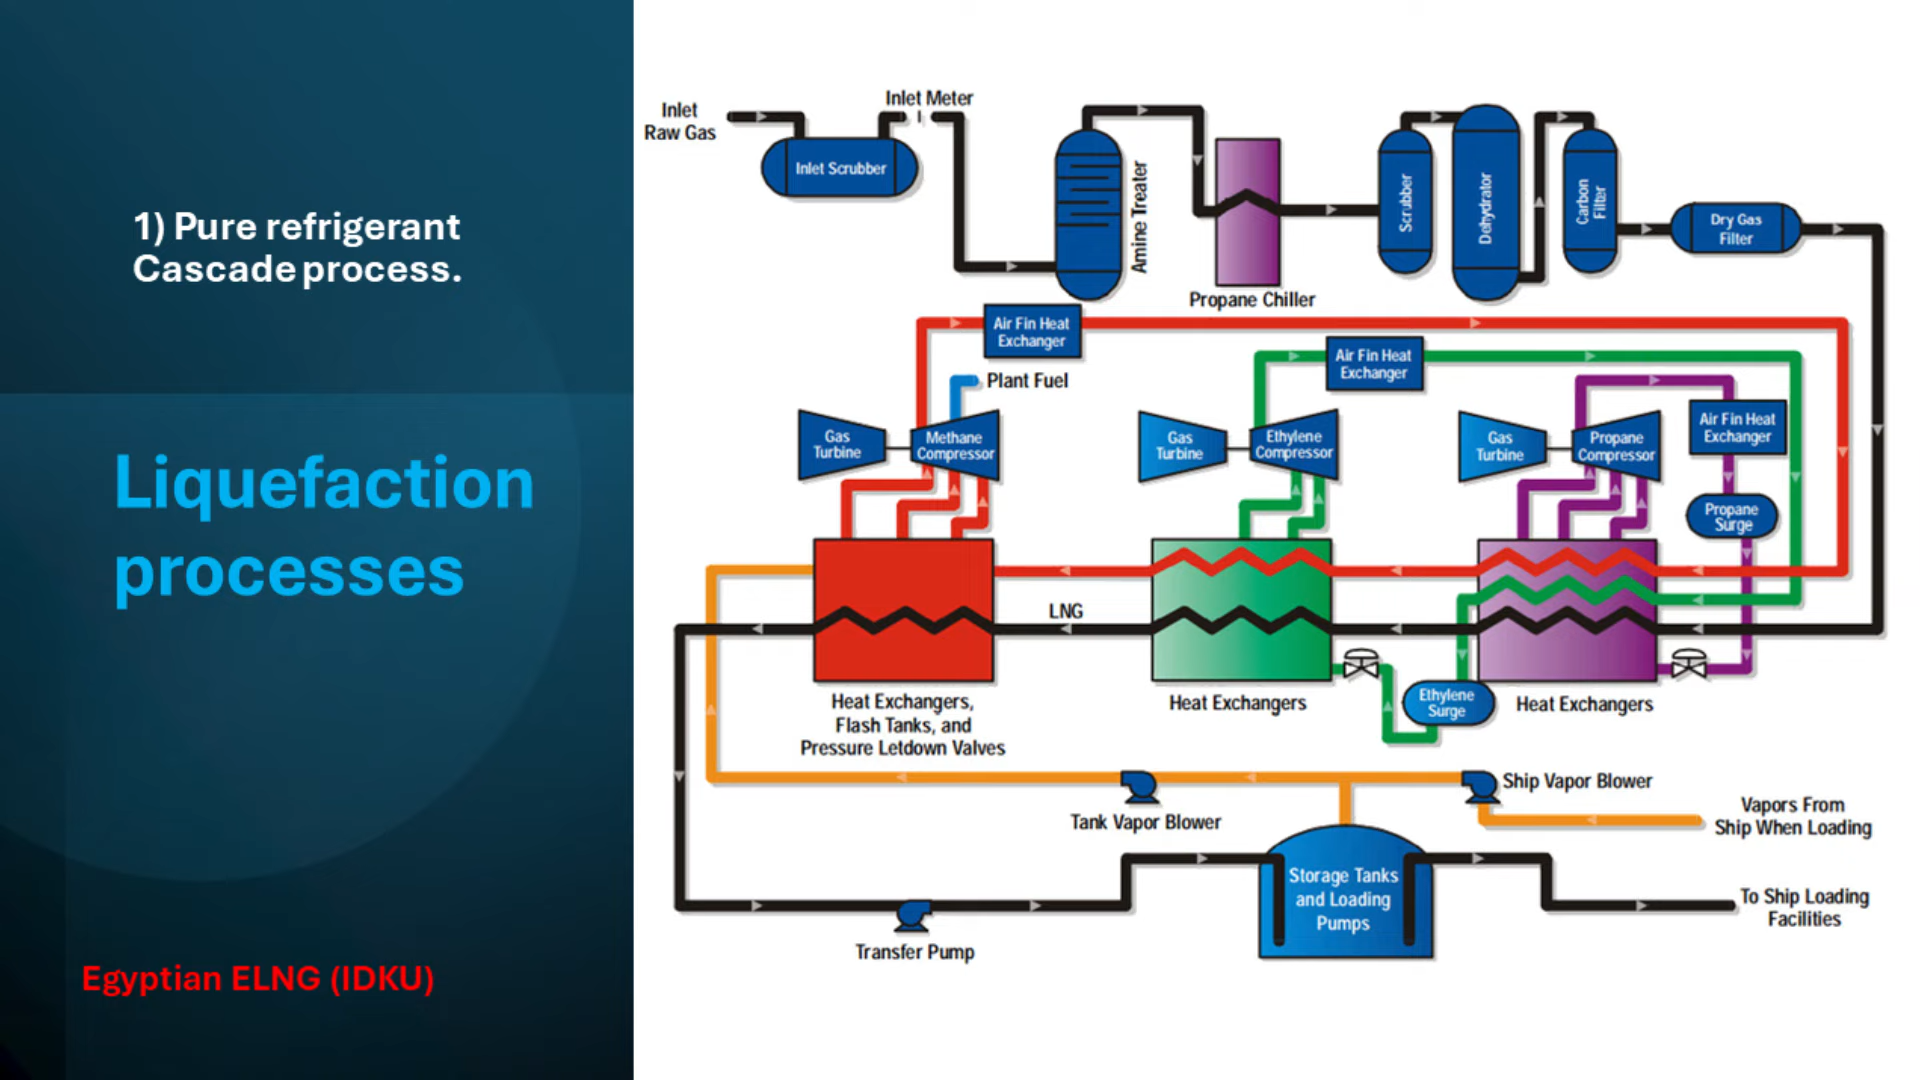 1) Pure refrigerant
Cascade process.
Liquefaction
processes
Egyptian ELNG (IDKU)
Inlet
Raw Gas
Inlet Meter
Inlet Scrubber
Amine Treater
Propane Chiller
Scrubber
Dehydrator
Carbon
Filter
Dry Gas
Filter
Air Fin Heat
Exchanger
Plant Fuel
Air Fin Heat
Exchanger
Air Fin Heat
Exchanger
Gas
Turbine
Methane
Compressor
Gas
Turbine
Ethylene
Compressor
Gas
Turbine
Propane
Compressor
Propane
Surge
LNG
Heat Exchangers,
Flash Tanks, and
Pressure Letdown Valves
Heat Exchangers
Ethylene
Surge
Heat Exchangers
Tank Vapor Blower
Ship Vapor Blower
Vapors From
Ship When Loading
Storage Tanks
and Loading
Pumps
To Ship Loading
Facilities
Transfer Pump